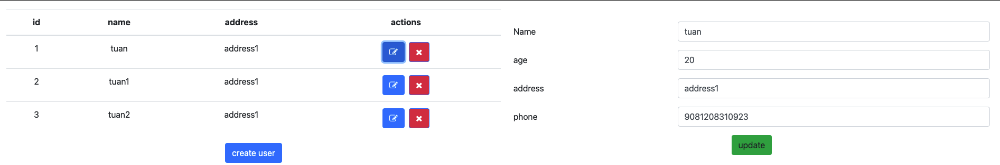 id name address actions
1 tuan address1
2 tuan1 address1
3 tuan2 address1
create user
Name tuan
age 20
address address1
phone 9081208310923
update